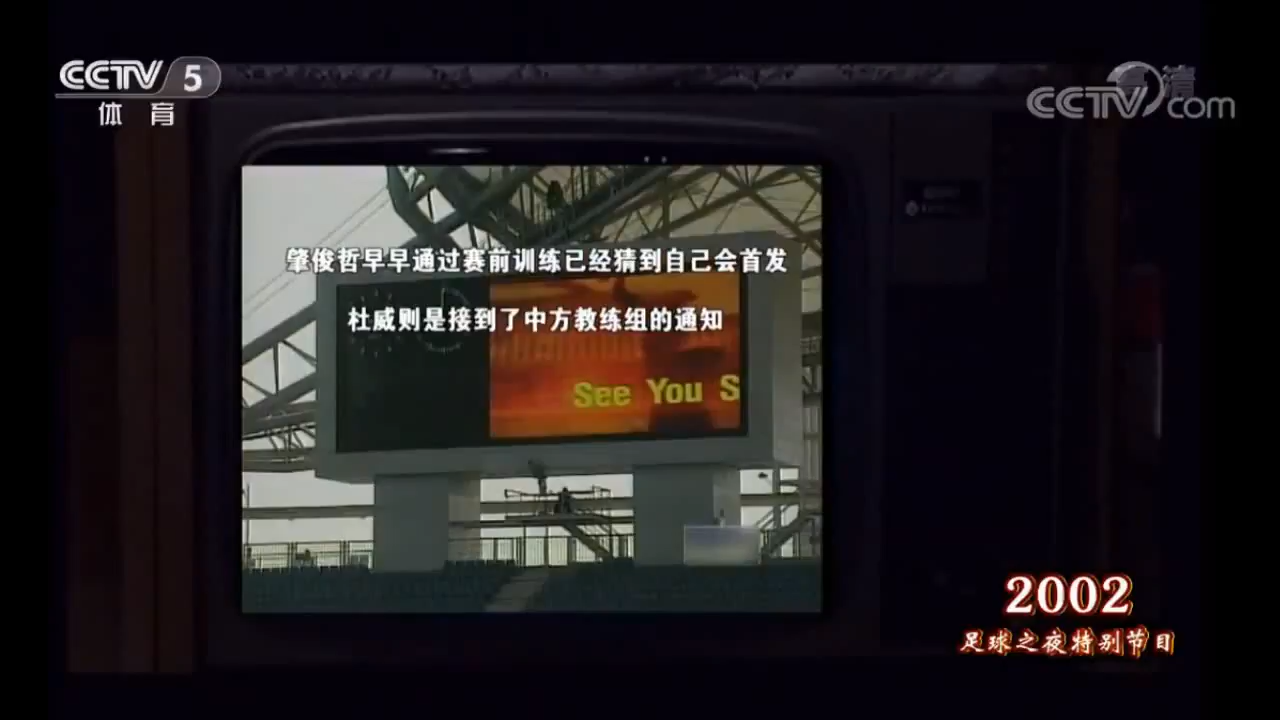 CCTV 5
体育
高清
CCTV.com
肇俊哲早早通过赛前训练已经猜到自己会首发
杜威则是接到了中方教练组的通知
See You S
2002
足球之夜特别节目